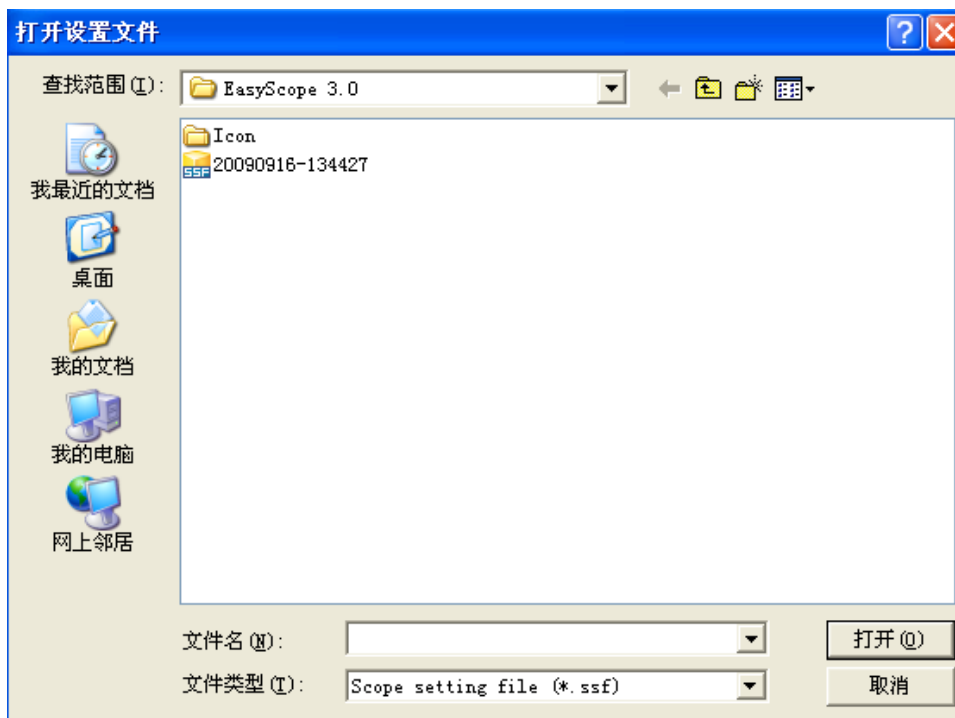 打开设置文件
查找范围(I):
EasyScope 3.0
Icon
SSF
20090916-134427
我最近的文档
桌面
我的文档
我的电脑
网上邻居
文件名(N):
打开(O)
文件类型(T):
Scope setting file (*.ssf)
取消